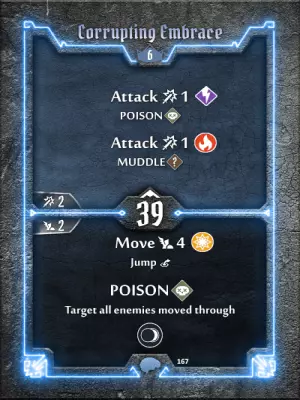 Corrupting Embrace
6
Attack 1
POISON
Attack 1
MUDDLE ?
2
39
2
Move 4
Jump
POISON
Target all enemies moved through
167